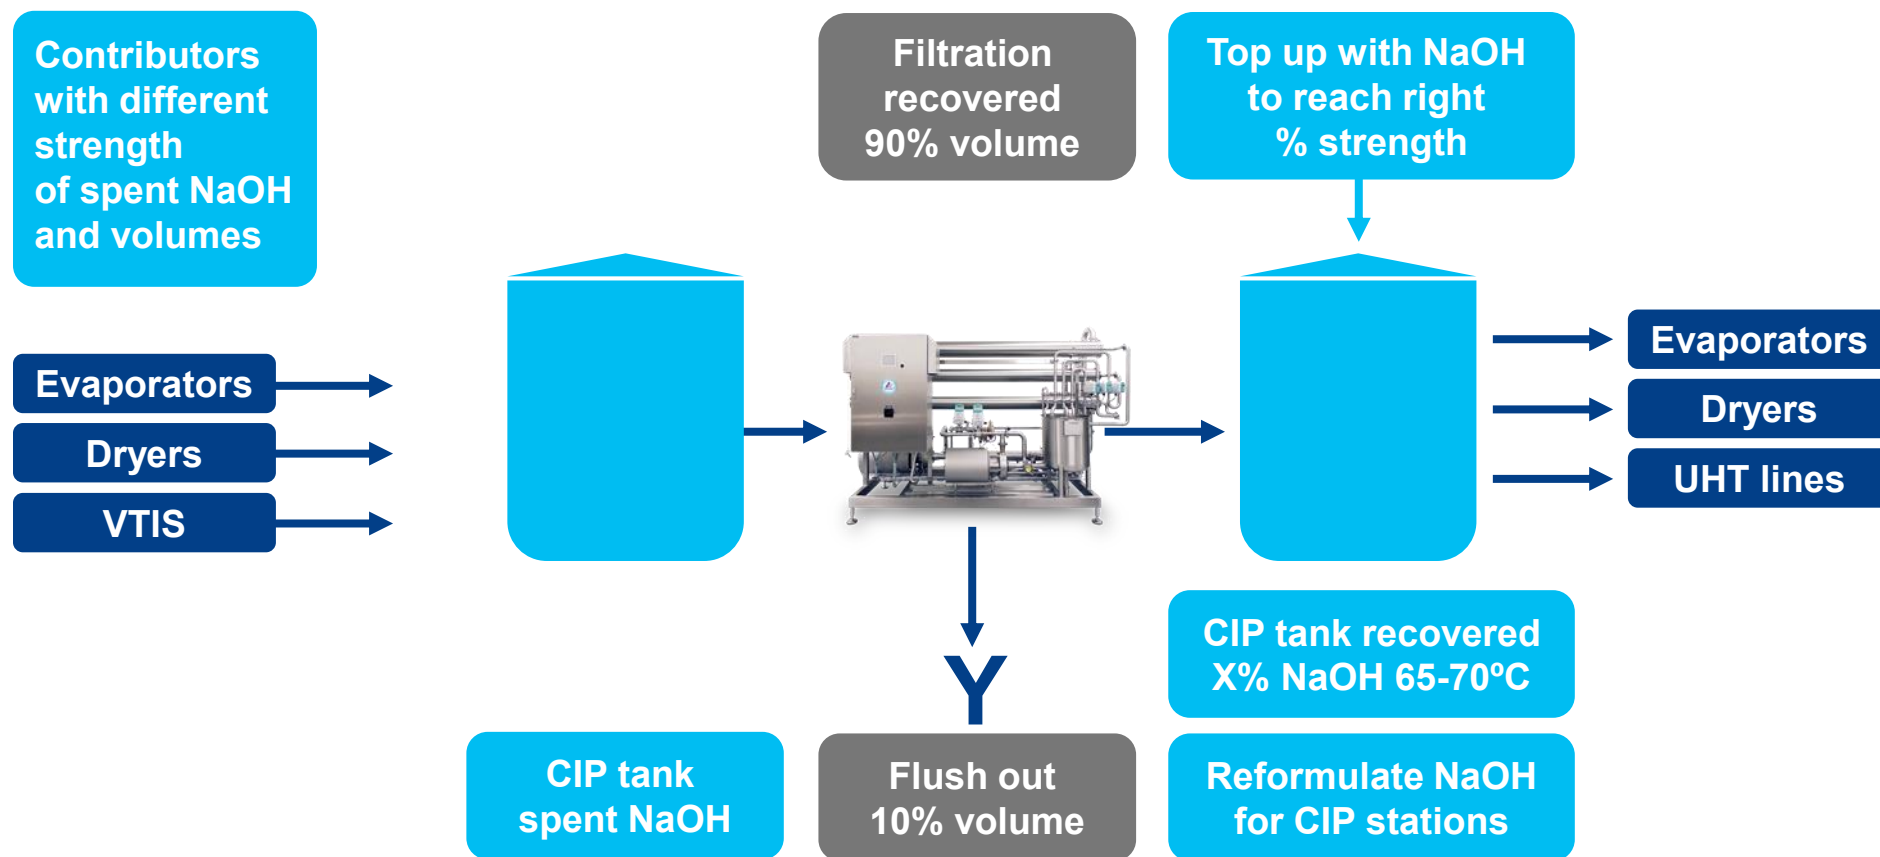 Contributors
with different
strength
of spent NaOH
and volumes
Filtration
recovered
90% volume
Top up with NaOH
to reach right
% strength
Evaporators
Dryers
VTIS
Evaporators
Dryers
UHT lines
Y
CIP tank recovered
X% NaOH 65-70ºC
CIP tank
spent NaOH
Flush out
10% volume
Reformulate NaOH
for CIP stations